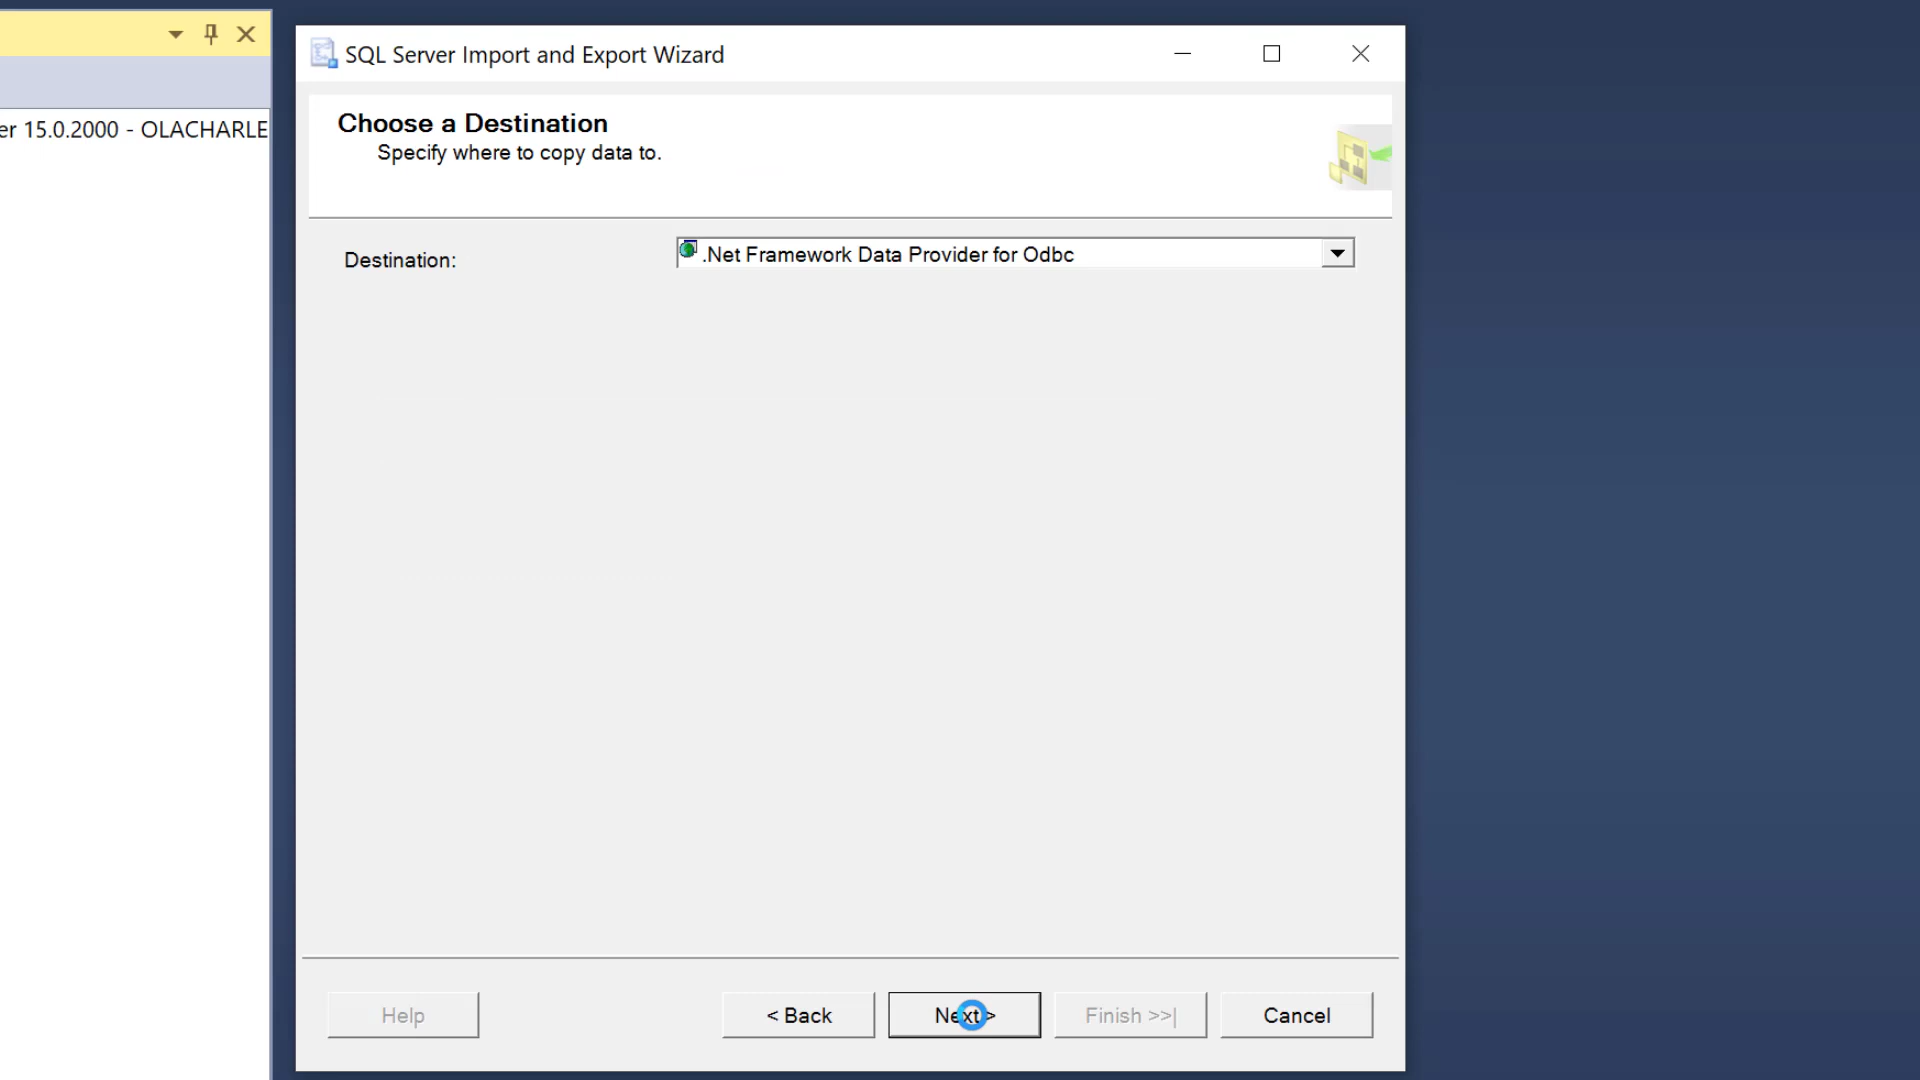 SQL Server Import and Export Wizard
er 15.0.2000 - OLACHARLE
Choose a Destination
Specify where to copy data to.
Destination:
.Net Framework Data Provider for Odbc
Help
< Back
Next >
Finish >>|
Cancel